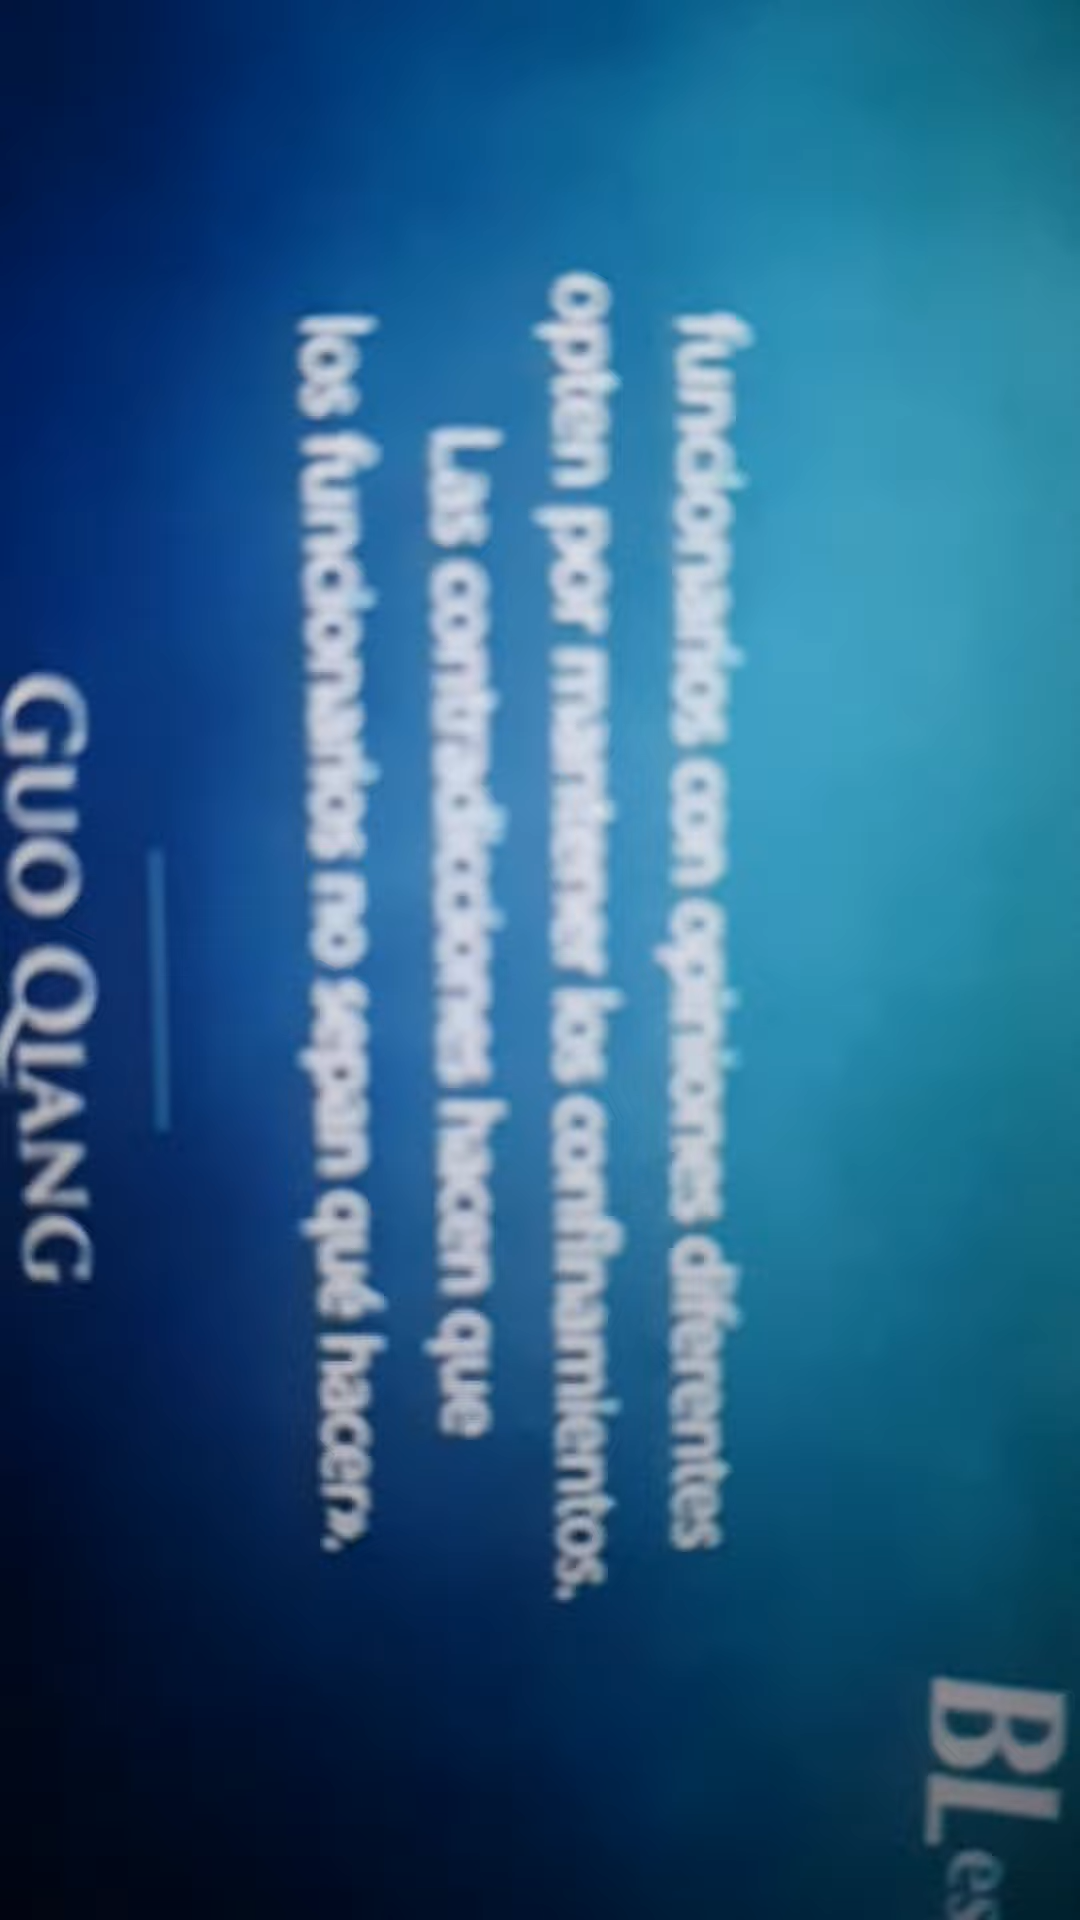 BLes
funcionarios con opiniones diferentes
opten por mantener los confinamientos.
Las contradicciones hacen que
los funcionarios no sepan qué hacer».
GUO QIANG